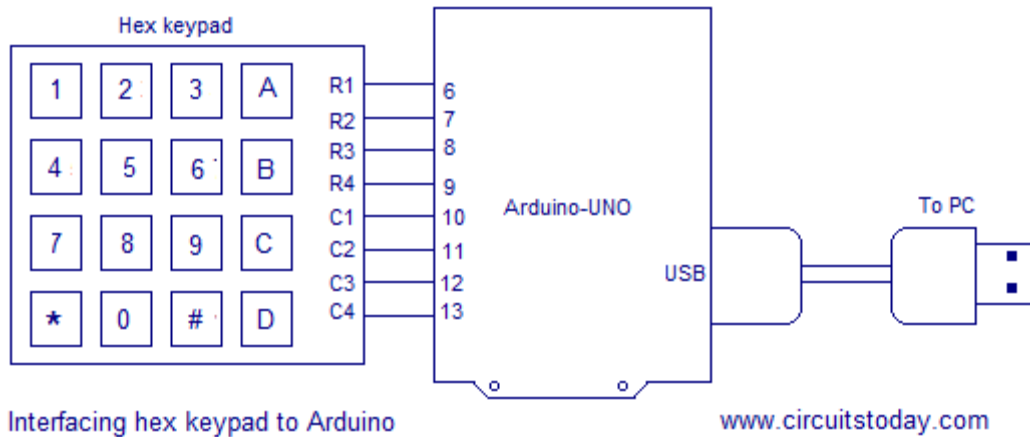 Hex keypad
1 2 3 A
4 5 6 B
7 8 9 C
* 0 # D
R1 6
R2 7
R3 8
R4 9
C1 10
C2 11
C3 12
C4 13
Arduino-UNO
USB
To PC
Interfacing hex keypad to Arduino
www.circuitstoday.com